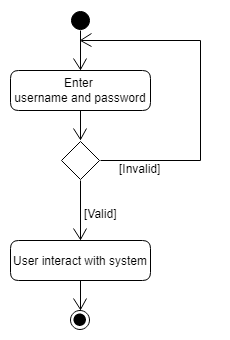 Enter
username and password
[Invalid]
[Valid]
User interact with system